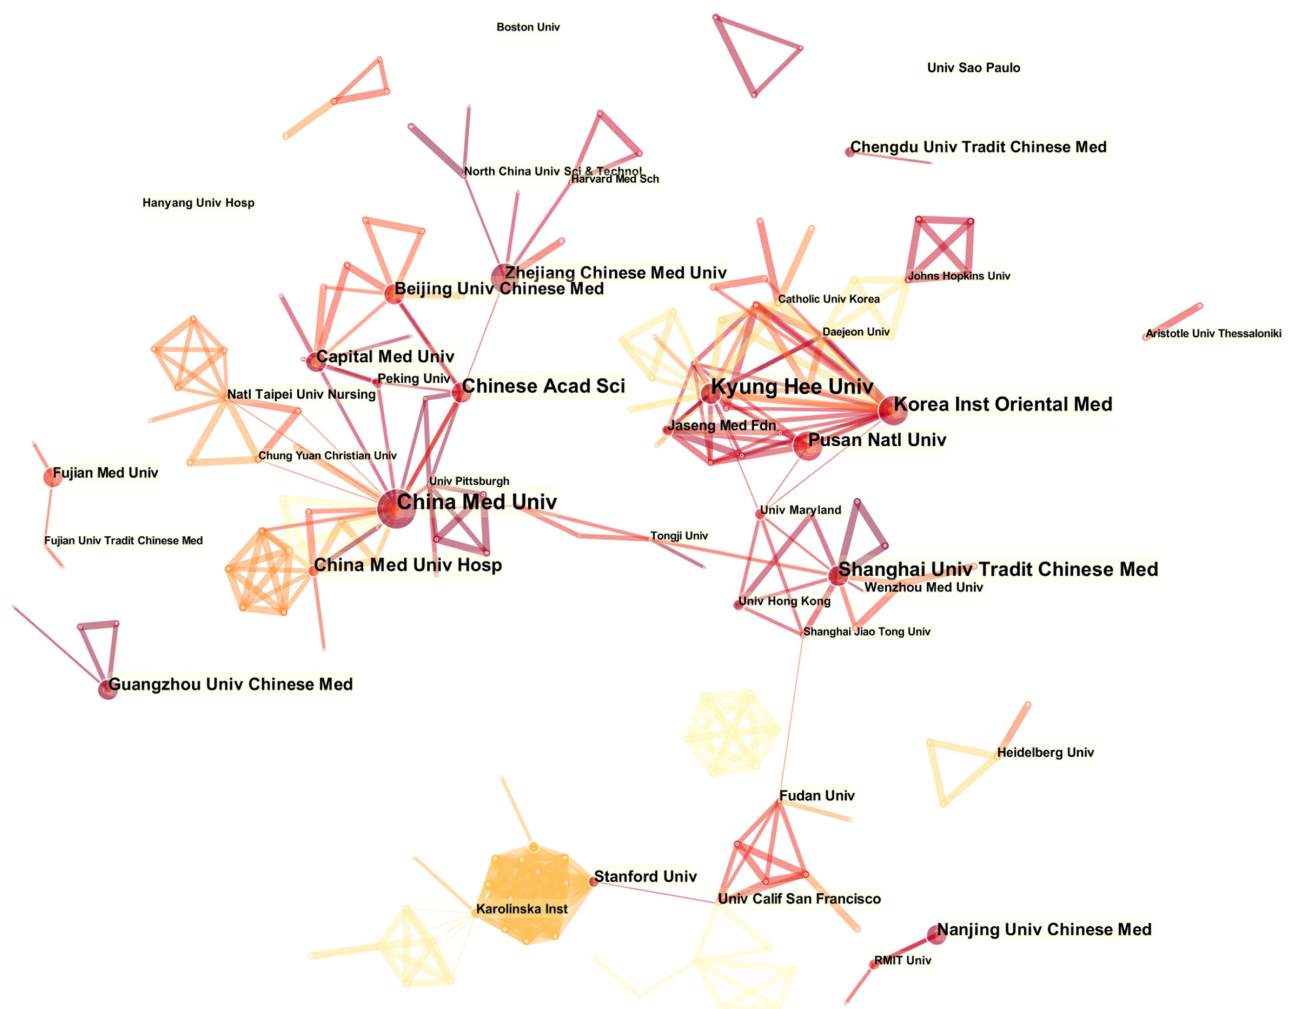 Boston Univ
Univ Sao Paulo
Chengdu Univ Tradit Chinese Med
North China Univ Sci & Technol
Harvard Med Sch
Hanyang Univ Hosp
Zhejiang Chinese Med Univ
Johns Hopkins Univ
Beijing Univ Chinese Med
Catholic Univ Korea
Daejeon Univ
Aristotle Univ Thessaloniki
Capital Med Univ
Peking Univ
Chinese Acad Sci
Kyung Hee Univ
Natl Taipei Univ Nursing
Korea Inst Oriental Med
Jaseng Med Fdn
Pusan Natl Univ
Chung Yuan Christian Univ
Fujian Med Univ
Univ Pittsburgh
China Med Univ
Univ Maryland
Fujian Univ Tradit Chinese Med
Tongji Univ
China Med Univ Hosp
Shanghai Univ Tradit Chinese Med
Wenzhou Med Univ
Univ Hong Kong
Shanghai Jiao Tong Univ
Guangzhou Univ Chinese Med
Heidelberg Univ
Fudan Univ
Stanford Univ
Univ Calif San Francisco
Karolinska Inst
Nanjing Univ Chinese Med
RMIT Univ